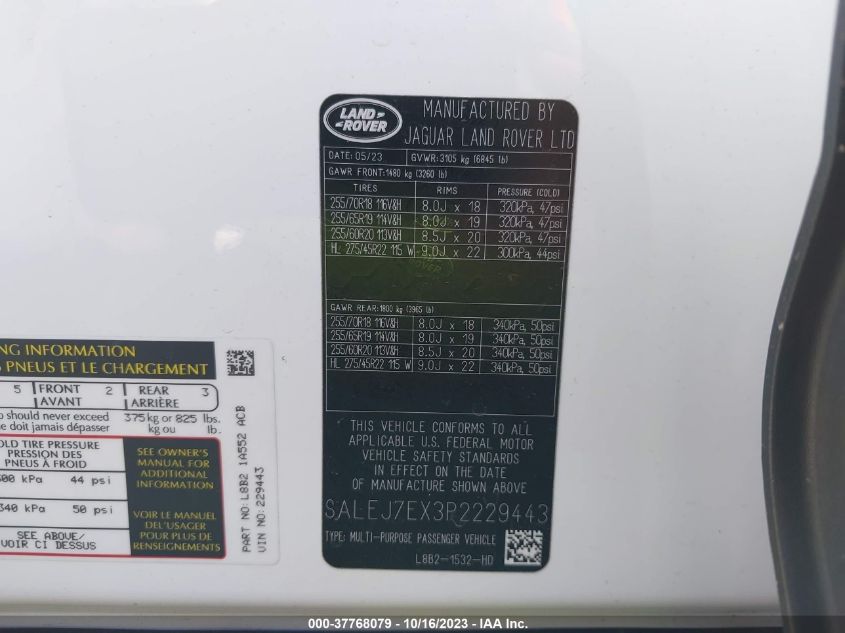 LAND ROVER
MANUFACTURED BY
JAGUAR LAND ROVER LTD
DATE: 05/23 GVWR: 3105 kg (6845 lb)
GAWR FRONT: 1480 kg (3260 lb)
TIRES RIMS PRESSURE (COLD)
255/70R18 116V&H 8.0J x 18 320kPa, 47psi
255/65R19 114V&H 8.0J x 19 320kPa, 47psi
255/60R20 113V&H 8.5J x 20 320kPa, 47psi
HL 275/45R22 115 W 9.0J x 22 300kPa, 44psi
GAWR REAR: 1800 kg (3965 lb)
255/70R18 116V&H 8.0J x 18 340kPa, 50psi
255/65R19 114V&H 8.0J x 19 340kPa, 50psi
255/60R20 113V&H 8.5J x 20 340kPa, 50psi
HL 275/45R22 115 W 9.0J x 22 340kPa, 50psi
THIS VEHICLE CONFORMS TO ALL
APPLICABLE U.S. FEDERAL MOTOR
VEHICLE SAFETY STANDARDS
IN EFFECT ON THE DATE
OF MANUFACTURE SHOWN ABOVE
SALEJ7EX3P2229443
TYPE: MULTI-PURPOSE PASSENGER VEHICLE
L8B2-1532-HD
NG INFORMATION
PNEUS ET LE CHARGEMENT
5 FRONT 2 REAR 3
AVANT ARRIÈRE
should never exceed 375 kg or 825 lbs.
e doit jamais dépasser kg ou lb.
OLD TIRE PRESSURE
PRESSION DES
PNEUS À FROID
300 kPa 44 psi
340 kPa 50 psi
SEE ABOVE/
VOIR CI DESSUS
SEE OWNER'S
MANUAL FOR
ADDITIONAL
INFORMATION
VOIR LE MANUEL
DEL'USAGER
POUR PLUS DE
RENSEIGNEMENTS
PART NO: L8B2 1A552 ACB
VIN NO: 229443
000-37768079 - 10/16/2023 - IAA Inc.